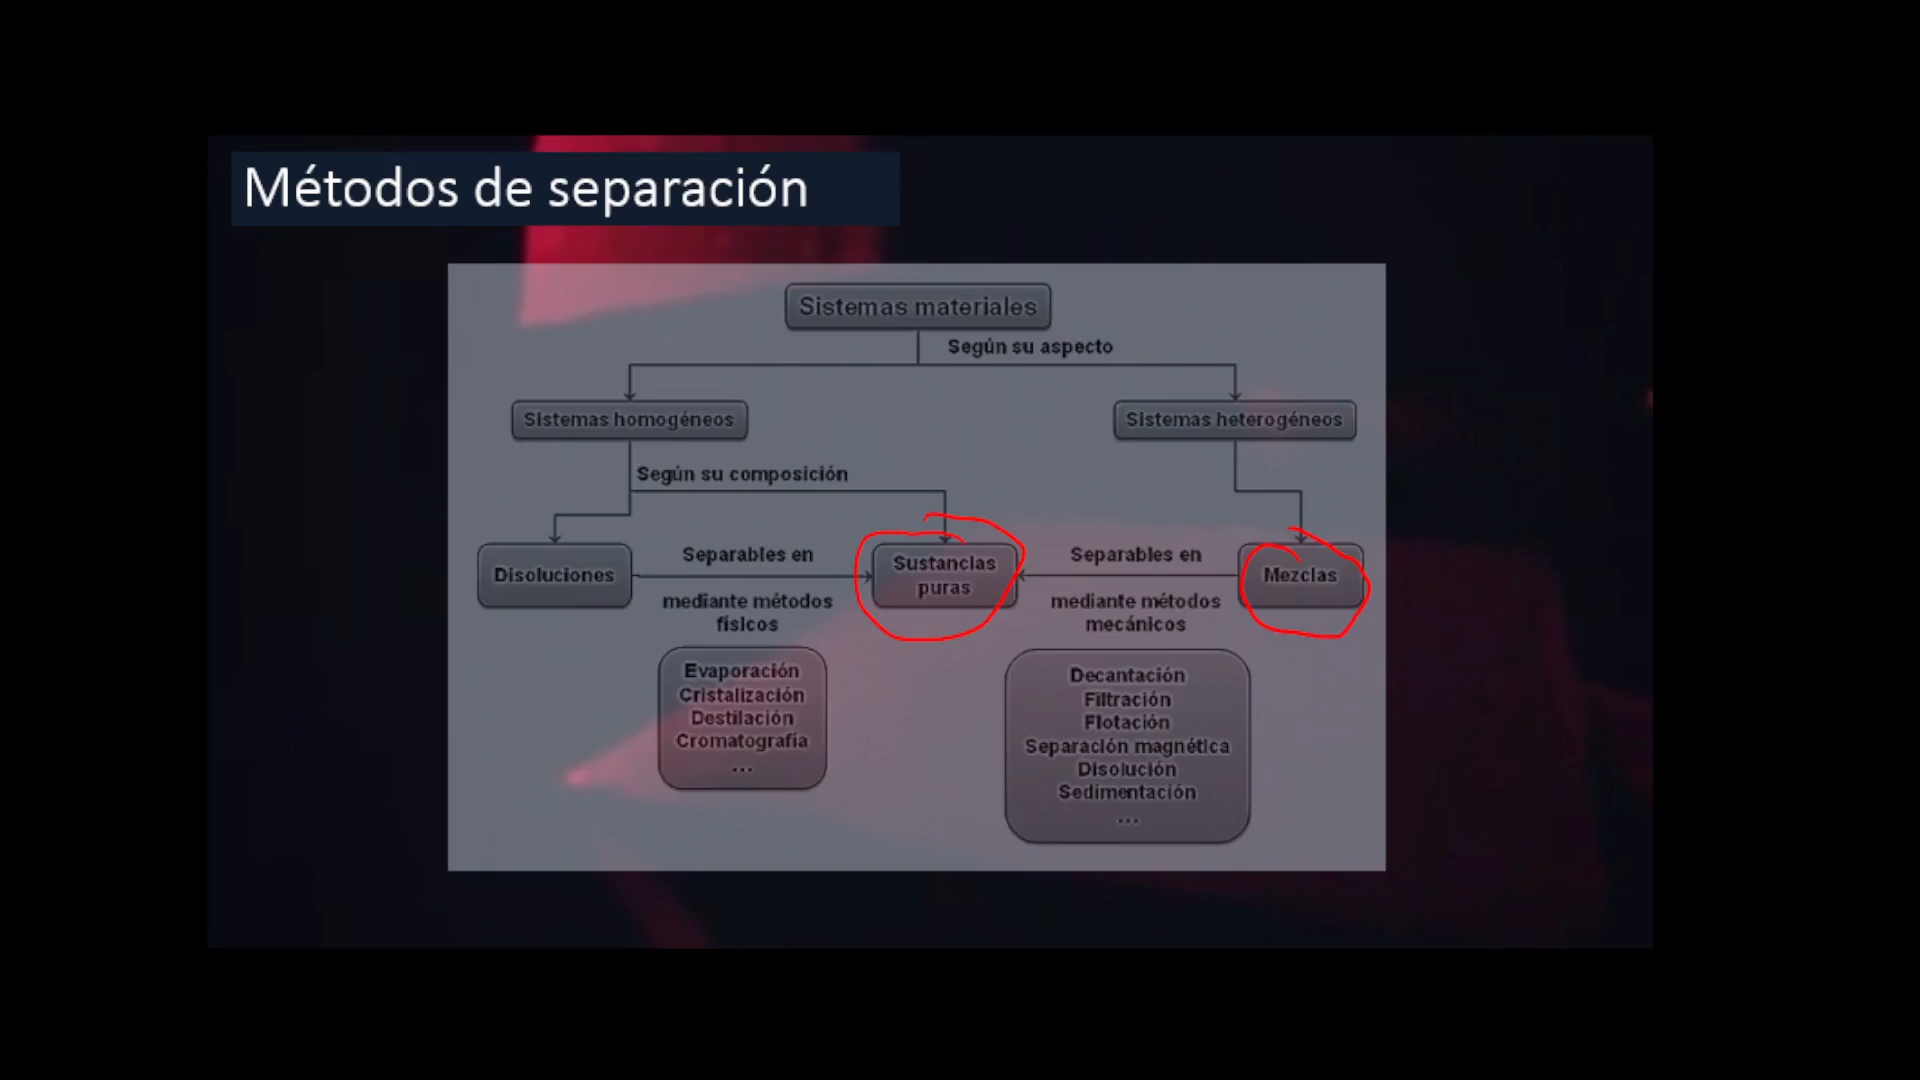 Métodos de separación
Sistemas materiales
Según su aspecto
Sistemas homogéneos
Sistemas heterogéneos
Según su composición
Disoluciones
Separables en
mediante métodos
físicos
Sustancias
puras
Separables en
mediante métodos
mecánicos
Mezclas
Evaporación
Cristalización
Destilación
Cromatografía
...
Decantación
Filtración
Flotación
Separación magnética
Disolución
Sedimentación
...